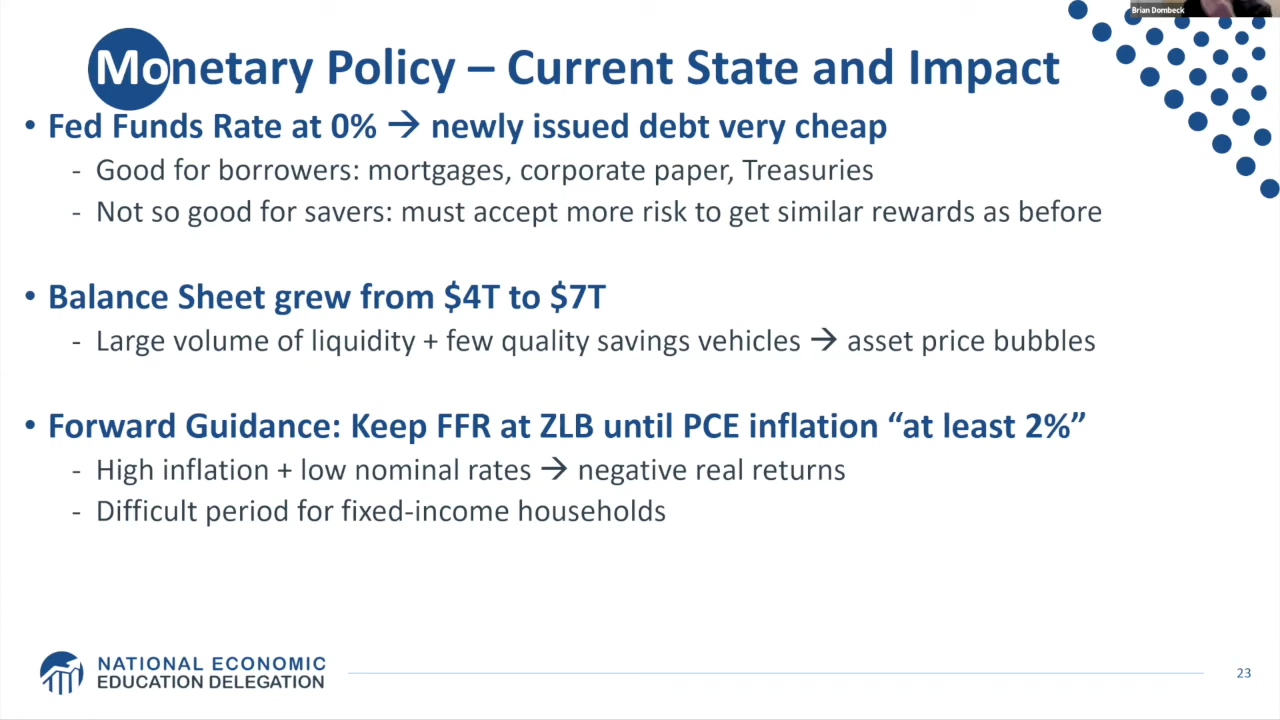 Brian Dombeck
Monetary Policy – Current State and Impact
• Fed Funds Rate at 0% → newly issued debt very cheap
- Good for borrowers: mortgages, corporate paper, Treasuries
- Not so good for savers: must accept more risk to get similar rewards as before
• Balance Sheet grew from $4T to $7T
- Large volume of liquidity + few quality savings vehicles → asset price bubbles
• Forward Guidance: Keep FFR at ZLB until PCE inflation “at least 2%”
- High inflation + low nominal rates → negative real returns
- Difficult period for fixed-income households
NATIONAL ECONOMIC
EDUCATION DELEGATION
23